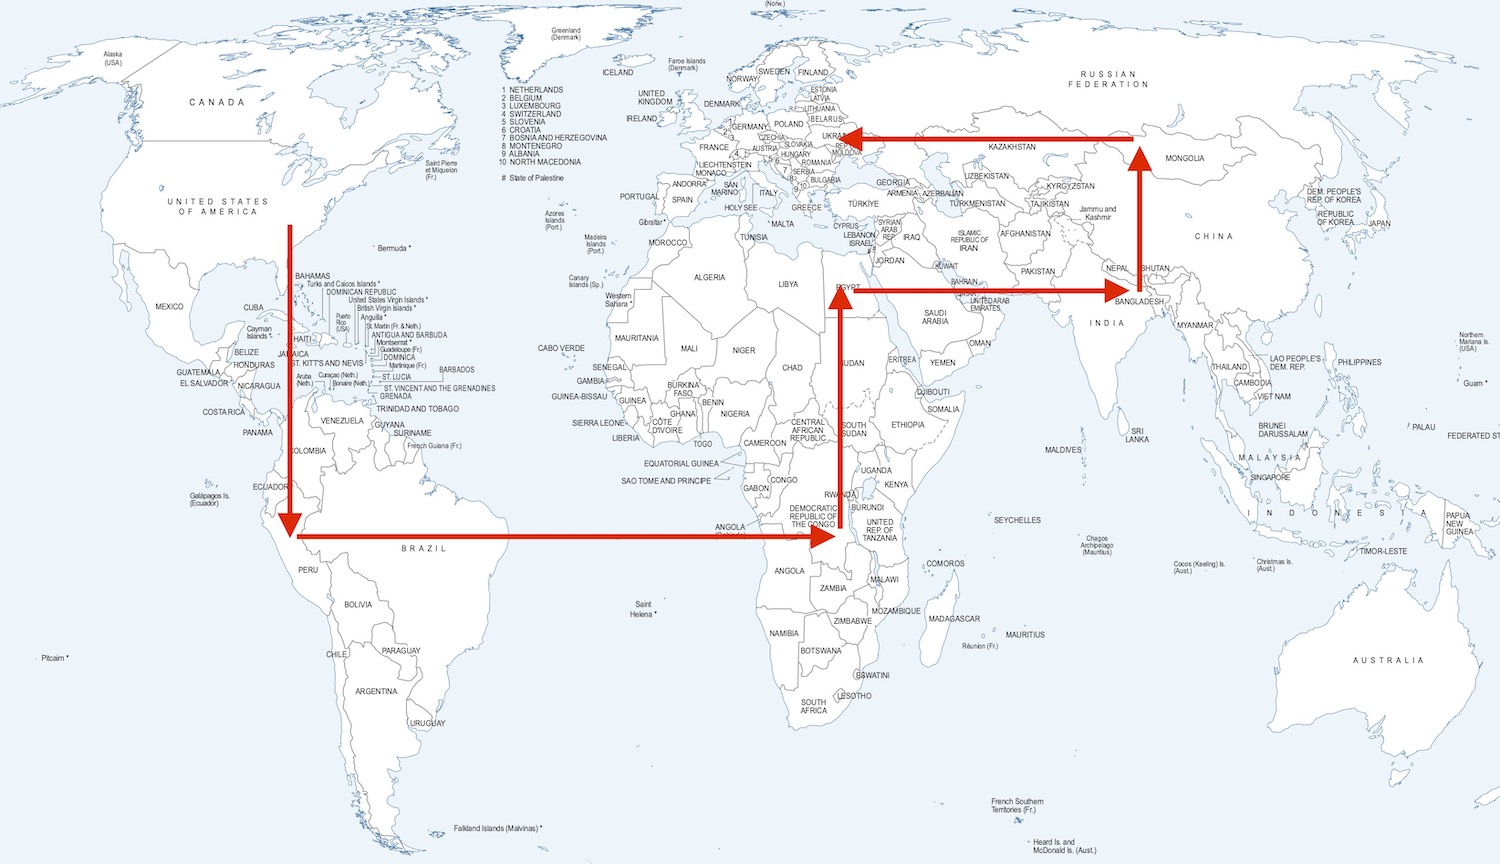 (Norw.)
Greenland
(Denmark)
Alaska
(USA)
CANADA
UNITED STATES
OF AMERICA
Saint Pierre
et Miquelon
(Fr.)
Bermuda *
MEXICO
BAHAMAS
Turks and Caicos Islands *
DOMINICAN REPUBLIC
United States Virgin Islands *
British Virgin Islands *
Anguilla *
St. Martin (Fr. & Neth.)
ANTIGUA AND BARBUDA
Montserrat *
Guadeloupe (Fr.)
DOMINICA
Martinique (Fr.)
ST. LUCIA
BARBADOS
ST. VINCENT AND THE GRENADINES
GRENADA
TRINIDAD AND TOBAGO
Puerto
Rico
(USA)
CUBA
Cayman
Islands *
HAITI
JAMAICA
ST. KITT'S AND NEVIS
Aruba
(Neth.)
Curaçao (Neth.)
Bonaire (Neth.)
BELIZE
HONDURAS
GUATEMALA
EL SALVADOR
NICARAGUA
COSTA RICA
PANAMA
VENEZUELA
GUYANA
SURINAME
French Guiana (Fr.)
COLOMBIA
ECUADOR
Galápagos Is.
(Ecuador)
BRAZIL
PERU
BOLIVIA
PARAGUAY
CHILE
ARGENTINA
URUGUAY
Pitcairn *
Falkland Islands (Malvinas) *
1 NETHERLANDS
2 BELGIUM
3 LUXEMBOURG
4 SWITZERLAND
5 SLOVENIA
6 CROATIA
7 BOSNIA AND HERZEGOVINA
8 MONTENEGRO
9 ALBANIA
10 NORTH MACEDONIA
# State of Palestine
ICELAND
Faroe Islands
(Denmark)
NORWAY
SWEDEN
FINLAND
ESTONIA
LATVIA
LITHUANIA
BELARUS
UNITED
KINGDOM
IRELAND
DENMARK
GERMANY
POLAND
1
2
3
4
5
6
7
8
9
10
CZECHIA
SLOVAKIA
UKRA
REP.
MOLDOVA
FRANCE
AUSTRIA
HUNGARY
ROMANIA
SERBIA
BULGARIA
LIECHTENSTEIN
MONACO
ANDORRA
SAN
MARINO
ITALY
HOLY SEE
GREECE
MALTA
PORTUGAL
SPAIN
Gibraltar *
Azores
Islands
(Port.)
Madeira
Islands
(Port.)
Canary
Islands (Sp.)
RUSSIAN
FEDERATION
KAZAKHSTAN
MONGOLIA
GEORGIA
ARMENIA
AZERBAIJAN
UZBEKISTAN
TURKMENISTAN
KYRGYZSTAN
TAJIKISTAN
TÜRKİYE
CYPRUS
SYRIAN
ARAB
REP.
LEBANON
ISRAEL
#
IRAQ
JORDAN
ISLAMIC
REPUBLIC OF
IRAN
AFGHANISTAN
Jammu and
Kashmir
PAKISTAN
KUWAIT
BAHRAIN
QATAR
UNITED ARAB
EMIRATES
SAUDI
ARABIA
OMAN
YEMEN
CHINA
NEPAL
BHUTAN
BANGLADESH
INDIA
MYANMAR
DEM. PEOPLE'S
REP. OF KOREA
REPUBLIC
OF KOREA
JAPAN
LAO PEOPLE'S
DEM. REP.
THAILAND
CAMBODIA
VIET NAM
PHILIPPINES
Northern
Mariana Is.
(USA)
Guam *
PALAU
FEDERATED ST
BRUNEI
DARUSSALAM
MALAYSIA
SINGAPORE
INDONESIA
SRI
LANKA
MALDIVES
PAPUA
NEW
GUINEA
TIMOR-LESTE
AUSTRALIA
Chagos
Archipelago
(Mauritius)
Cocos (Keeling) Is.
(Aust.)
Christmas Is.
(Aust.)
MOROCCO
TUNISIA
ALGERIA
LIBYA
EGYPT
Western
Sahara *
MAURITANIA
MALI
NIGER
CHAD
SUDAN
ERITREA
DJIBOUTI
SOMALIA
ETHIOPIA
SOUTH
SUDAN
CABO VERDE
SENEGAL
GAMBIA
GUINEA-BISSAU
GUINEA
SIERRA LEONE
LIBERIA
CÔTE
D'IVOIRE
BURKINA
FASO
GHANA
TOGO
BENIN
NIGERIA
CAMEROON
CENTRAL
AFRICAN
REPUBLIC
EQUATORIAL GUINEA
SAO TOME AND PRINCIPE
GABON
CONGO
DEMOCRATIC
REPUBLIC OF
THE CONGO
UGANDA
KENYA
RWANDA
BURUNDI
UNITED
REP. OF
TANZANIA
ANGOLA
(Cabinda)
ANGOLA
ZAMBIA
MALAWI
MOZAMBIQUE
ZIMBABWE
NAMIBIA
BOTSWANA
ESWATINI
LESOTHO
SOUTH
AFRICA
COMOROS
MADAGASCAR
SEYCHELLES
MAURITIUS
Réunion (Fr.)
Saint
Helena *
French Southern
Territories (Fr.)
Heard Is. and
McDonald Is. (Aust.)